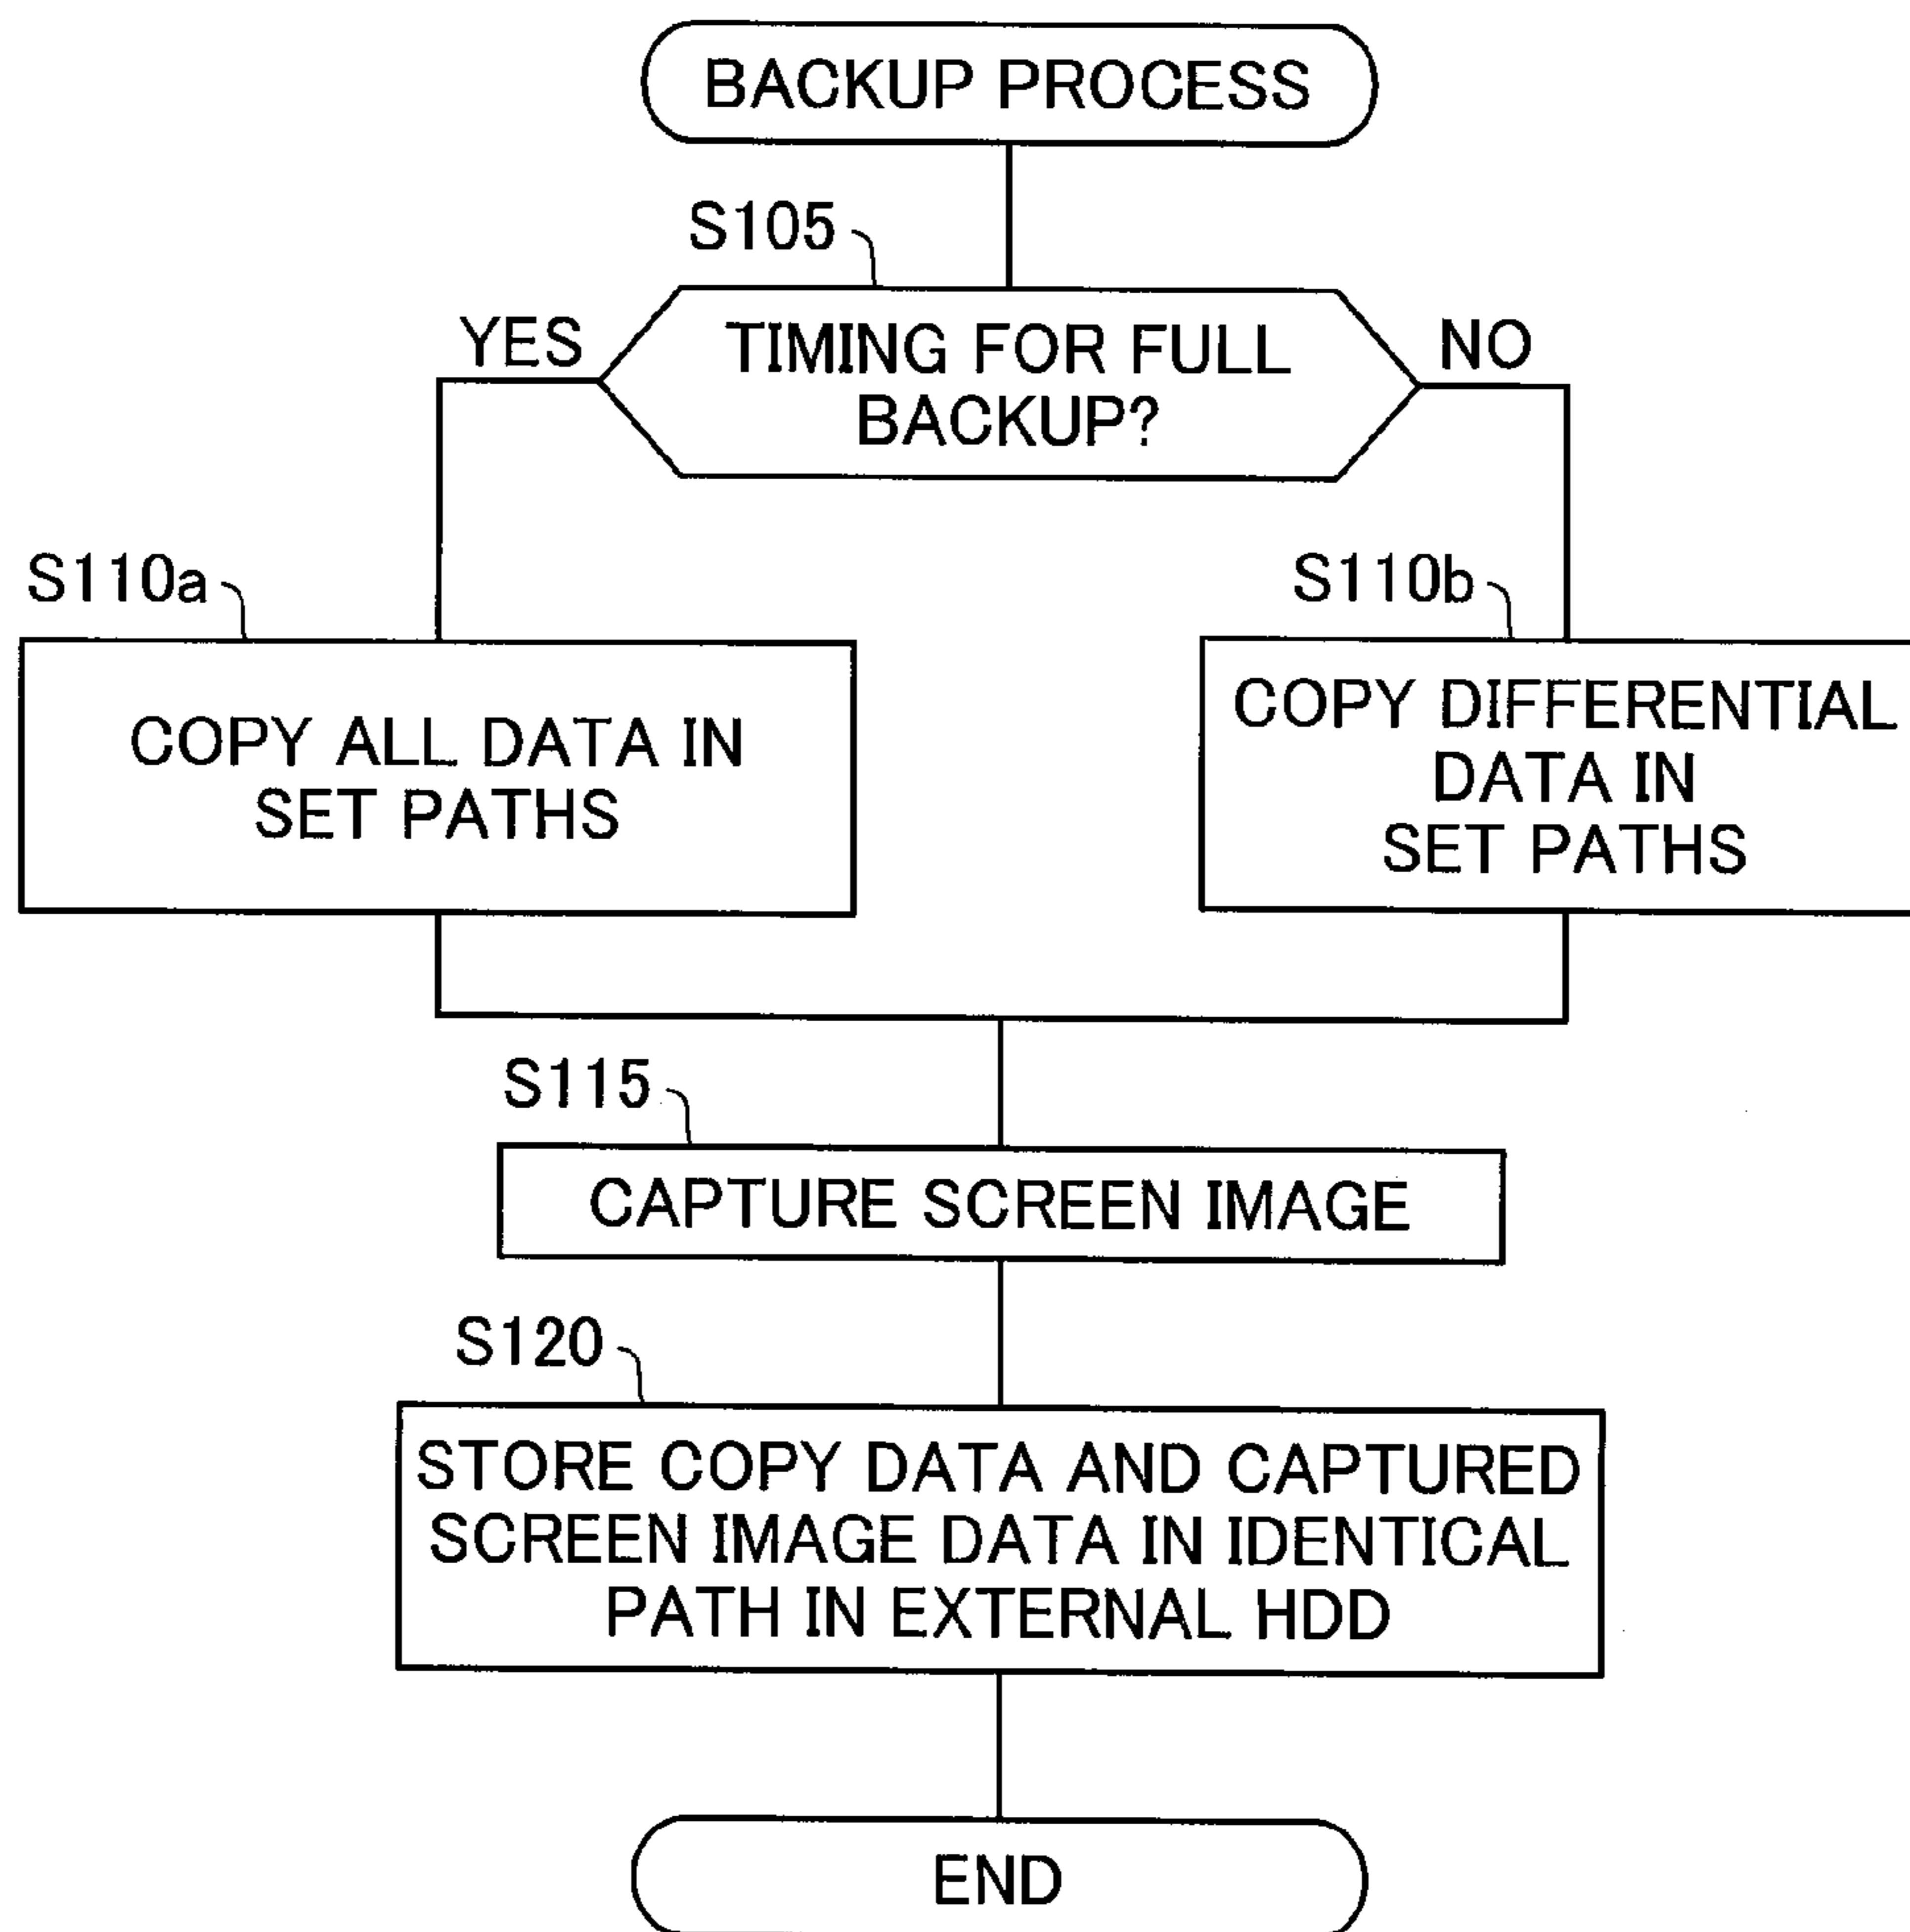 BACKUP PROCESS
S105
YES
TIMING FOR FULL
BACKUP?
NO
S110a
COPY ALL DATA IN
SET PATHS
S110b
COPY DIFFERENTIAL
DATA IN
SET PATHS
S115
CAPTURE SCREEN IMAGE
S120
STORE COPY DATA AND CAPTURED
SCREEN IMAGE DATA IN IDENTICAL
PATH IN EXTERNAL HDD
END